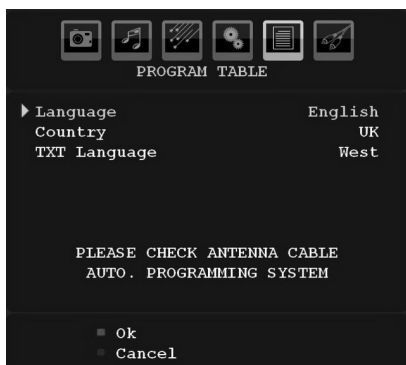 PROGRAM TABLE
Language English
Country UK
TXT Language West
PLEASE CHECK ANTENNA CABLE
AUTO. PROGRAMMING SYSTEM
Ok
Cancel